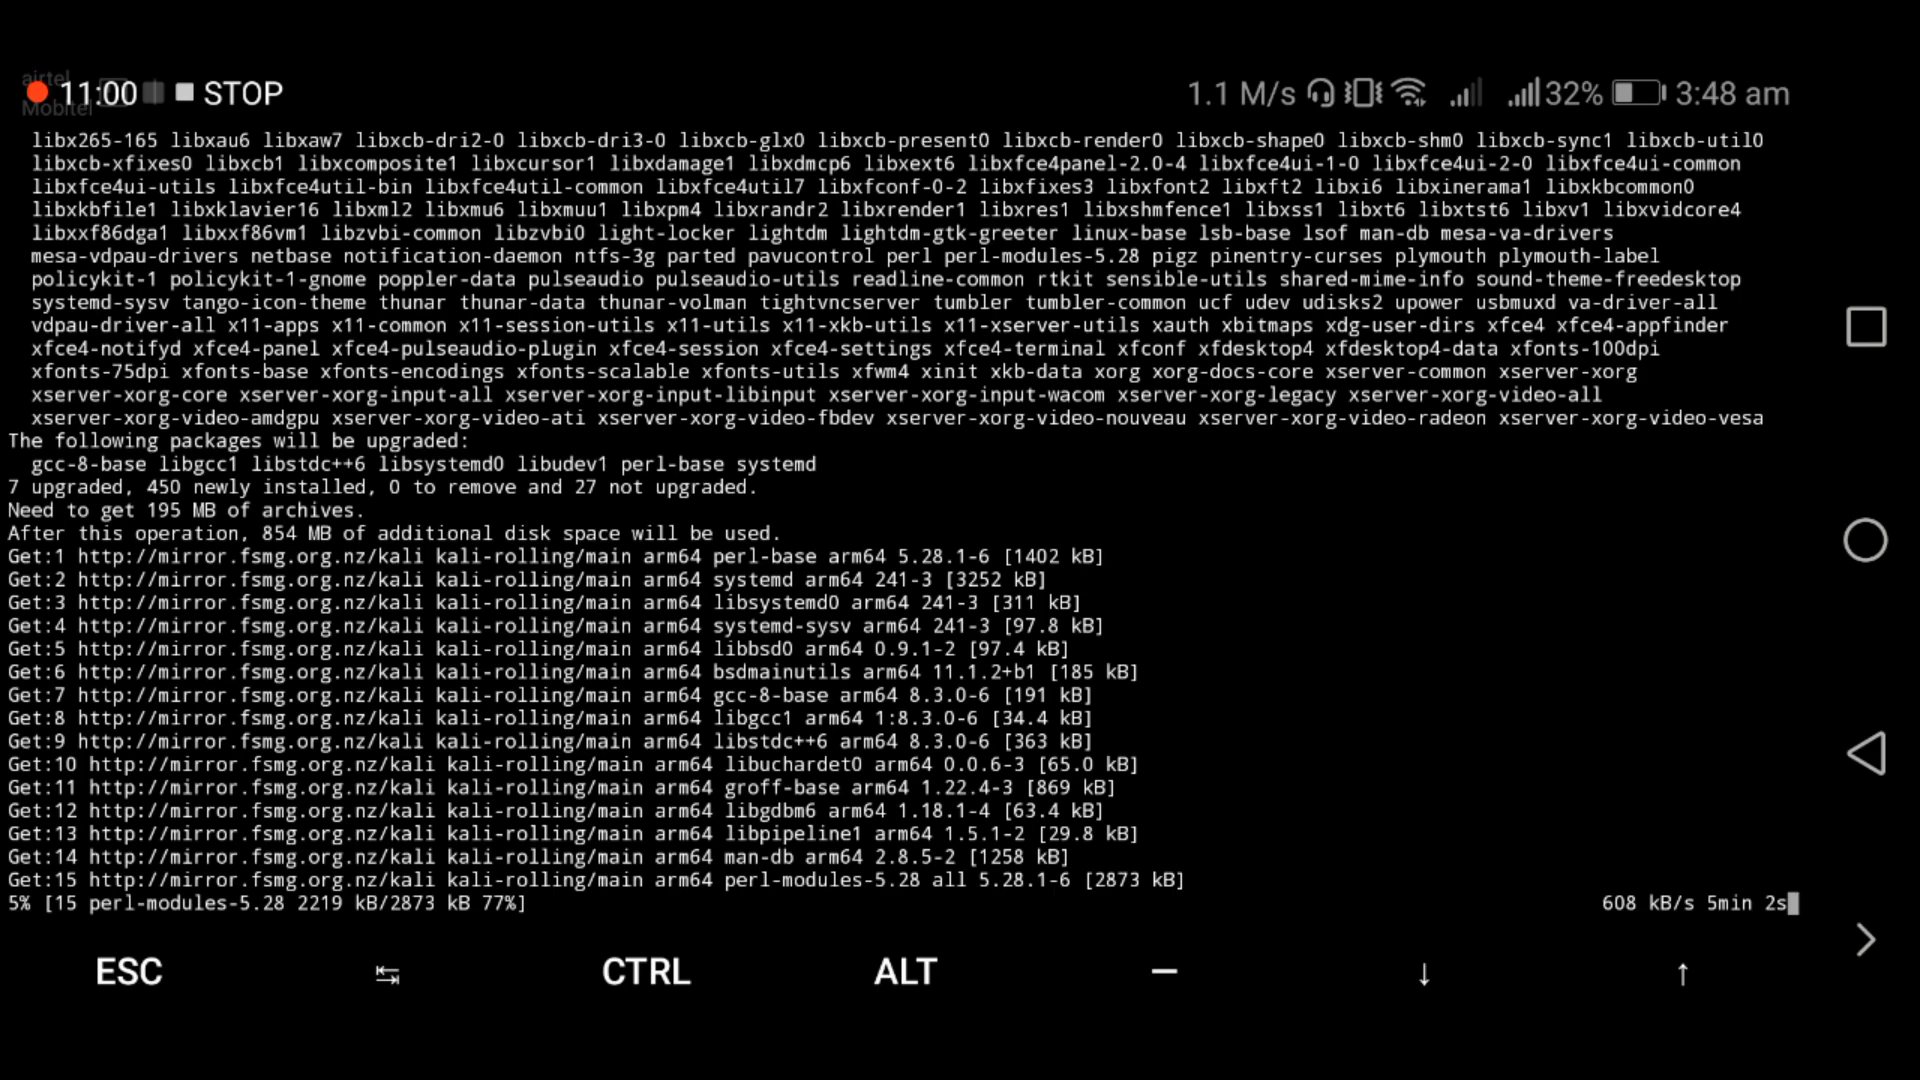 airtel
Mobitel
11:00 STOP
1.1 M/s 32% 3:48 am
libx265-165 libxau6 libxaw7 libxcb-dri2-0 libxcb-dri3-0 libxcb-glx0 libxcb-present0 libxcb-render0 libxcb-shape0 libxcb-shm0 libxcb-sync1 libxcb-util0
libxcb-xfixes0 libxcb1 libxcomposite1 libxcursor1 libxdamage1 libxdmcp6 libxext6 libxfce4panel-2.0-4 libxfce4ui-1-0 libxfce4ui-2-0 libxfce4ui-common
libxfce4ui-utils libxfce4util-bin libxfce4util-common libxfce4util7 libxfconf-0-2 libxfixes3 libxfont2 libxft2 libxi6 libxinerama1 libxkbcommon0
libxkbfile1 libxklavier16 libxml2 libxmu6 libxmuu1 libxpm4 libxrandr2 libxrender1 libxres1 libxshmfence1 libxss1 libxt6 libxtst6 libxv1 libxvidcore4
libxxf86dga1 libxxf86vm1 libzvbi-common libzvbi0 light-locker lightdm lightdm-gtk-greeter linux-base lsb-base lsof man-db mesa-va-drivers
mesa-vdpau-drivers netbase notification-daemon ntfs-3g parted pavucontrol perl perl-modules-5.28 pigz pinentry-curses plymouth plymouth-label
policykit-1 policykit-1-gnome poppler-data pulseaudio pulseaudio-utils readline-common rtkit sensible-utils shared-mime-info sound-theme-freedesktop
systemd-sysv tango-icon-theme thunar thunar-data thunar-volman tightvncserver tumbler tumbler-common ucf udev udisks2 upower usbmuxd va-driver-all
vdpau-driver-all x11-apps x11-common x11-session-utils x11-utils x11-xkb-utils x11-xserver-utils xauth xbitmaps xdg-user-dirs xfce4 xfce4-appfinder
xfce4-notifyd xfce4-panel xfce4-pulseaudio-plugin xfce4-session xfce4-settings xfce4-terminal xfconf xfdesktop4 xfdesktop4-data xfonts-100dpi
xfonts-75dpi xfonts-base xfonts-encodings xfonts-scalable xfonts-utils xfwm4 xinit xkb-data xorg xorg-docs-core xserver-common xserver-xorg
xserver-xorg-core xserver-xorg-input-all xserver-xorg-input-libinput xserver-xorg-input-wacom xserver-xorg-legacy xserver-xorg-video-all
xserver-xorg-video-amdgpu xserver-xorg-video-ati xserver-xorg-video-fbdev xserver-xorg-video-nouveau xserver-xorg-video-radeon xserver-xorg-video-vesa
The following packages will be upgraded:
gcc-8-base libgcc1 libstdc++6 libsystemd0 libudev1 perl-base systemd
7 upgraded, 450 newly installed, 0 to remove and 27 not upgraded.
Need to get 195 MB of archives.
After this operation, 854 MB of additional disk space will be used.
Get:1 http://mirror.fsmg.org.nz/kali kali-rolling/main arm64 perl-base arm64 5.28.1-6 [1402 kB]
Get:2 http://mirror.fsmg.org.nz/kali kali-rolling/main arm64 systemd arm64 241-3 [3252 kB]
Get:3 http://mirror.fsmg.org.nz/kali kali-rolling/main arm64 libsystemd0 arm64 241-3 [311 kB]
Get:4 http://mirror.fsmg.org.nz/kali kali-rolling/main arm64 systemd-sysv arm64 241-3 [97.8 kB]
Get:5 http://mirror.fsmg.org.nz/kali kali-rolling/main arm64 libbsd0 arm64 0.9.1-2 [97.4 kB]
Get:6 http://mirror.fsmg.org.nz/kali kali-rolling/main arm64 bsdmainutils arm64 11.1.2+b1 [185 kB]
Get:7 http://mirror.fsmg.org.nz/kali kali-rolling/main arm64 gcc-8-base arm64 8.3.0-6 [191 kB]
Get:8 http://mirror.fsmg.org.nz/kali kali-rolling/main arm64 libgcc1 arm64 1:8.3.0-6 [34.4 kB]
Get:9 http://mirror.fsmg.org.nz/kali kali-rolling/main arm64 libstdc++6 arm64 8.3.0-6 [363 kB]
Get:10 http://mirror.fsmg.org.nz/kali kali-rolling/main arm64 libuchardet0 arm64 0.0.6-3 [65.0 kB]
Get:11 http://mirror.fsmg.org.nz/kali kali-rolling/main arm64 groff-base arm64 1.22.4-3 [869 kB]
Get:12 http://mirror.fsmg.org.nz/kali kali-rolling/main arm64 libgdbm6 arm64 1.18.1-4 [63.4 kB]
Get:13 http://mirror.fsmg.org.nz/kali kali-rolling/main arm64 libpipeline1 arm64 1.5.1-2 [29.8 kB]
Get:14 http://mirror.fsmg.org.nz/kali kali-rolling/main arm64 man-db arm64 2.8.5-2 [1258 kB]
Get:15 http://mirror.fsmg.org.nz/kali kali-rolling/main arm64 perl-modules-5.28 all 5.28.1-6 [2873 kB]
5% [15 perl-modules-5.28 2219 kB/2873 kB 77%] 608 kB/s 5min 2s
ESC ↹ CTRL ALT — ↓ ↑